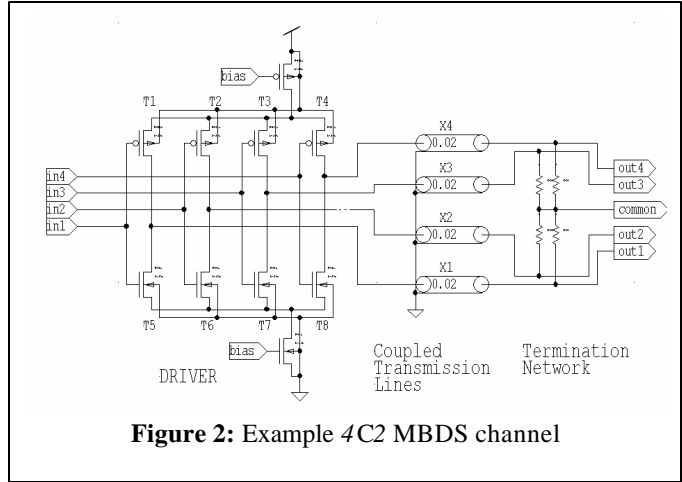 bias
T1 T2 T3 T4
X4
0.02
in4
X3
out4
in3
0.02
out3
in2
common
in1
X2
0.02
out2
X1
out1
0.02
T5 T6 T7 T8
bias
DRIVER
Coupled
Transmission
Lines
Termination
Network
Figure 2: Example 4C2 MBDS channel